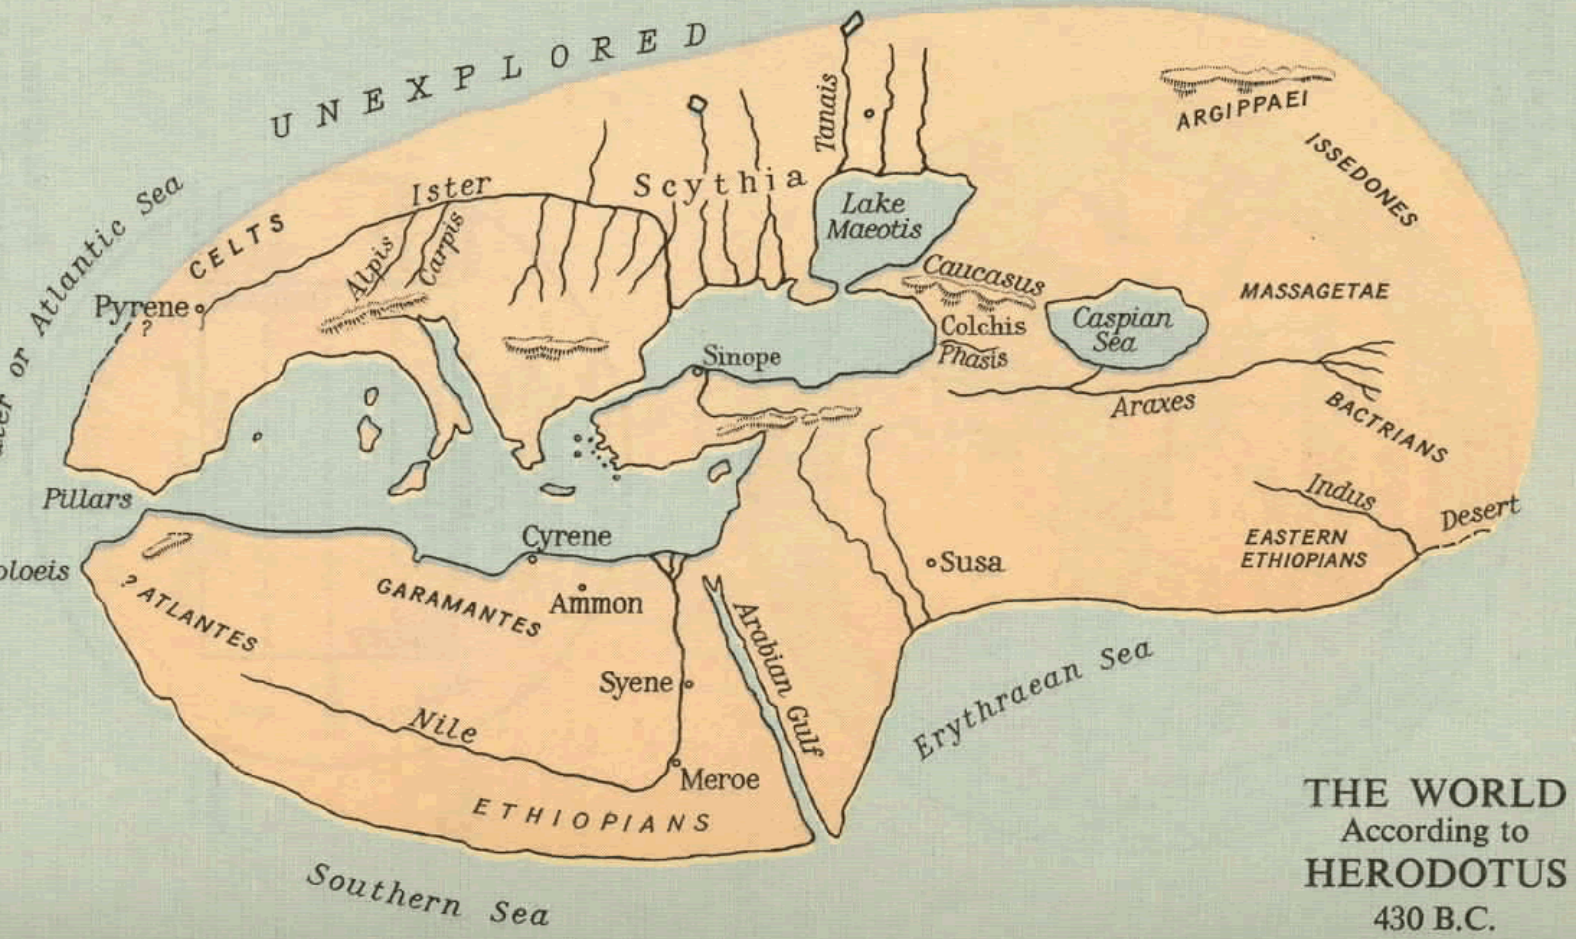 UNEXPLORED
ARGIPPAEI
ISSEDONES
Tanais
Scythia
Ister
CELTS
Alpis
Carpis
Lake
Maeotis
or Atlantic Sea
Pyrene
?
Caucasus
Colchis
Phasis
Caspian
Sea
MASSAGETAE
Sinope
Araxes
BACTRIANS
Indus
Desert
EASTERN
ETHIOPIANS
Pillars
Cyrene
Ammon
Susa
GARAMANTES
? ATLANTES
Syene
Arabian Gulf
Nile
Meroe
ETHIOPIANS
Erythraean Sea
Southern Sea
THE WORLD
According to
HERODOTUS
430 B.C.